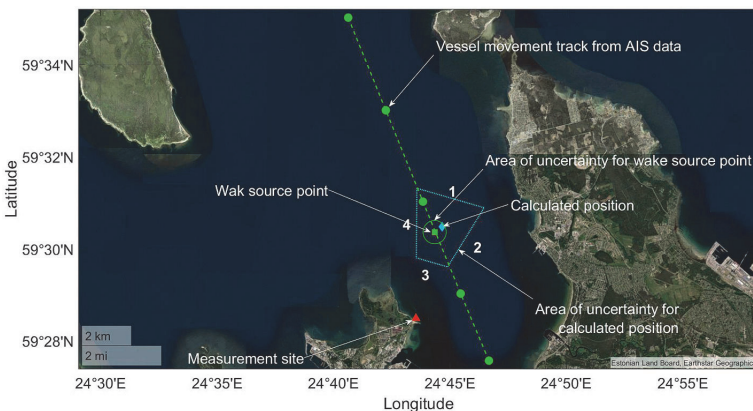 59°34'N
59°32'N
59°30'N
59°28'N
Latitude
Vessel movement track from AIS data
Area of uncertainty for wake source point
Wak source point
1
Calculated position
4
2
3
Area of uncertainty for
calculated position
Measurement site
2 km
2 mi
Estonian Land Board, Earthstar Geographic
24°30'E
24°35'E
24°40'E
24°45'E
24°50'E
24°55'E
Longitude